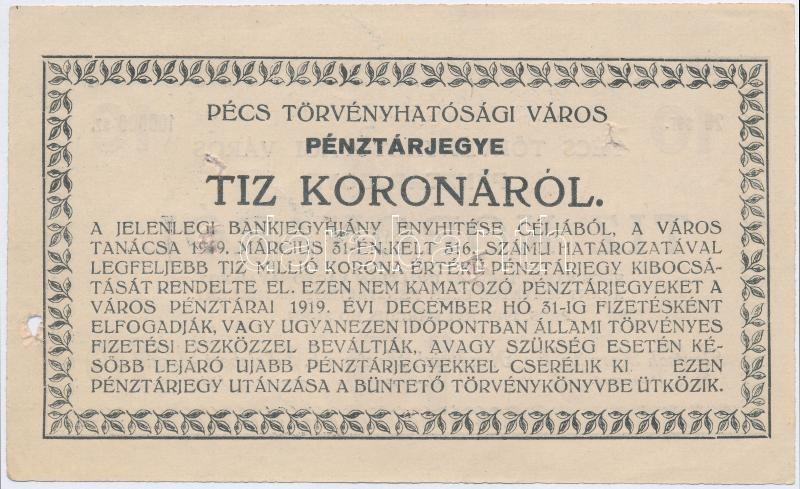 PÉCS TÖRVÉNYHATÓSÁGI VÁROS
PÉNZTÁRJEGYE
TIZ KORONÁRÓL.
A JELENLEGI BANKJEGYHIÁNY ENYHITÉSE CÉLJÁBÓL, A VÁROS
TANÁCSA 1919. MÁRCIUS 31-ÉN KELT 316. SZÁMU HATÁROZATÁVAL
LEGFELJEBB TIZ MILLIÓ KORONA ÉRTÉKŰ PÉNZTÁRJEGY KIBOCSÁ-
TÁSÁT RENDELTE EL. EZEN NEM KAMATOZÓ PÉNZTÁRJEGYEKET A
VÁROS PÉNZTÁRAI 1919. ÉVI DECEMBER HÓ 31-IG FIZETÉSKÉNT
ELFOGADJÁK, VAGY UGYANEZEN IDŐPONTBAN ÁLLAMI TÖRVÉNYES
FIZETÉSI ESZKÖZZEL BEVÁLTJÁK, AVAGY SZÜKSÉG ESETÉN KÉ-
SŐBB LEJÁRÓ UJABB PÉNZTÁRJEGYEKKEL CSERÉLIK KI. EZEN
PÉNZTÁRJEGY UTÁNZÁSA A BÜNTETŐ TÖRVÉNYKÖNYVBE ÜTKÖZIK.